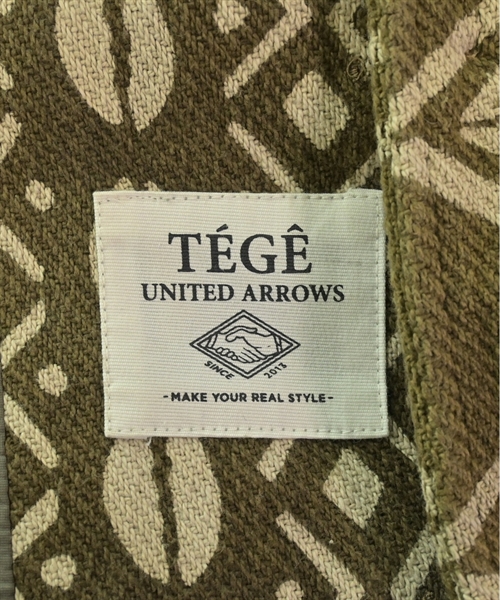 TÉGÊ
UNITED ARROWS
SINCE 2013
-MAKE YOUR REAL STYLE-